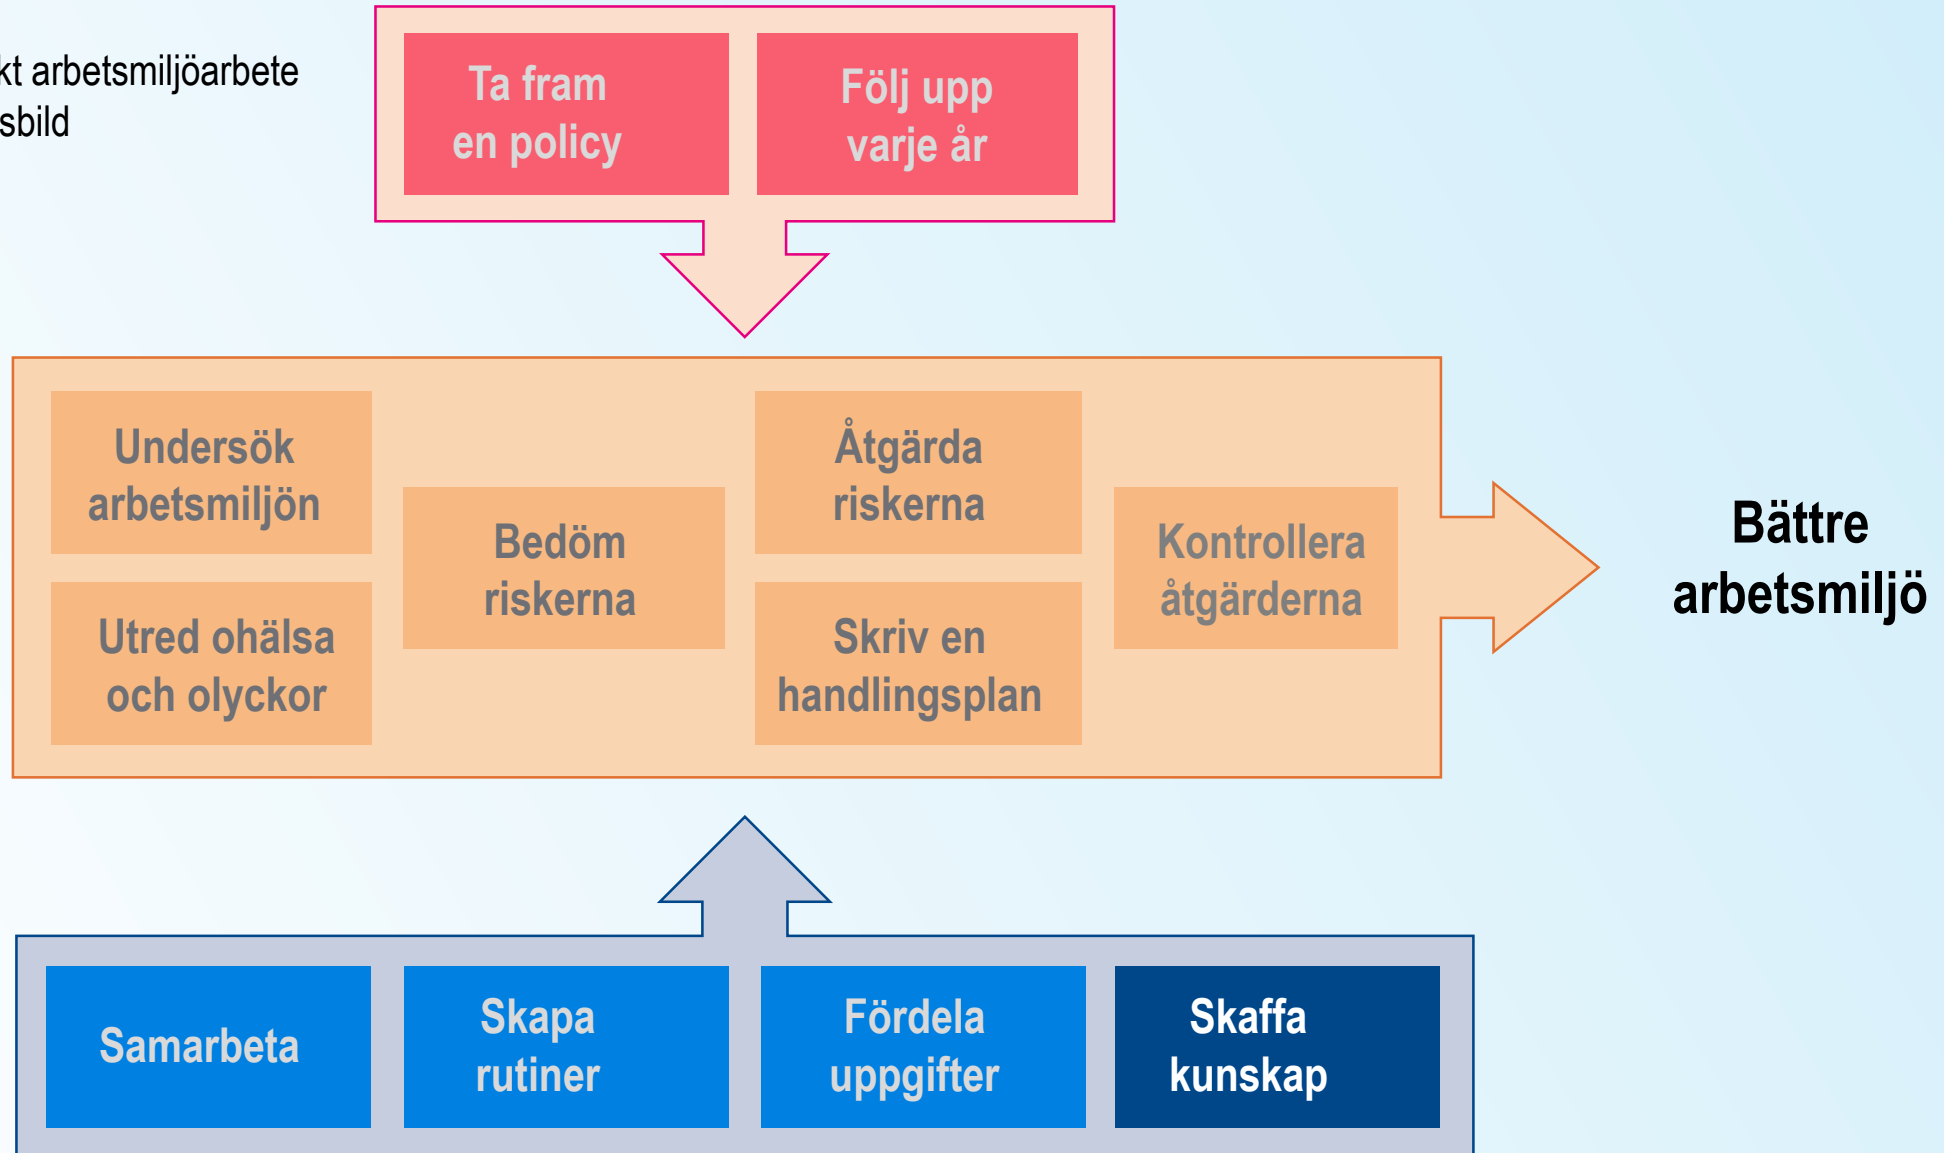 kt arbetsmiljöarbete
sbild
Ta fram
en policy
Följ upp
varje år
Undersök
arbetsmiljön
Utred ohälsa
och olyckor
Bedöm
riskerna
Åtgärda
riskerna
Skriv en
handlingsplan
Kontrollera
åtgärderna
Bättre
arbetsmiljö
Samarbeta
Skapa
rutiner
Fördela
uppgifter
Skaffa
kunskap